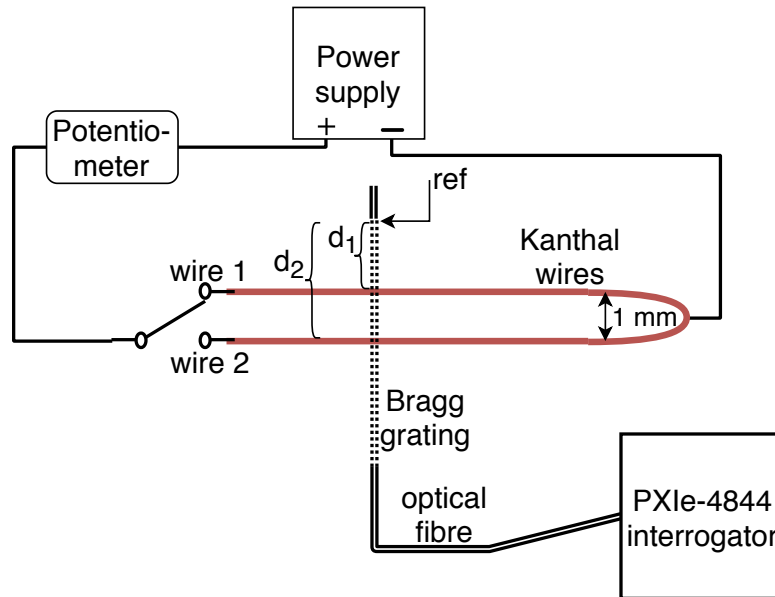 Power
supply
+ −
Potentio-
meter
ref
d1
d2
Kanthal
wires
wire 1
1 mm
wire 2
Bragg
grating
optical
fibre
PXIe-4844
interrogator